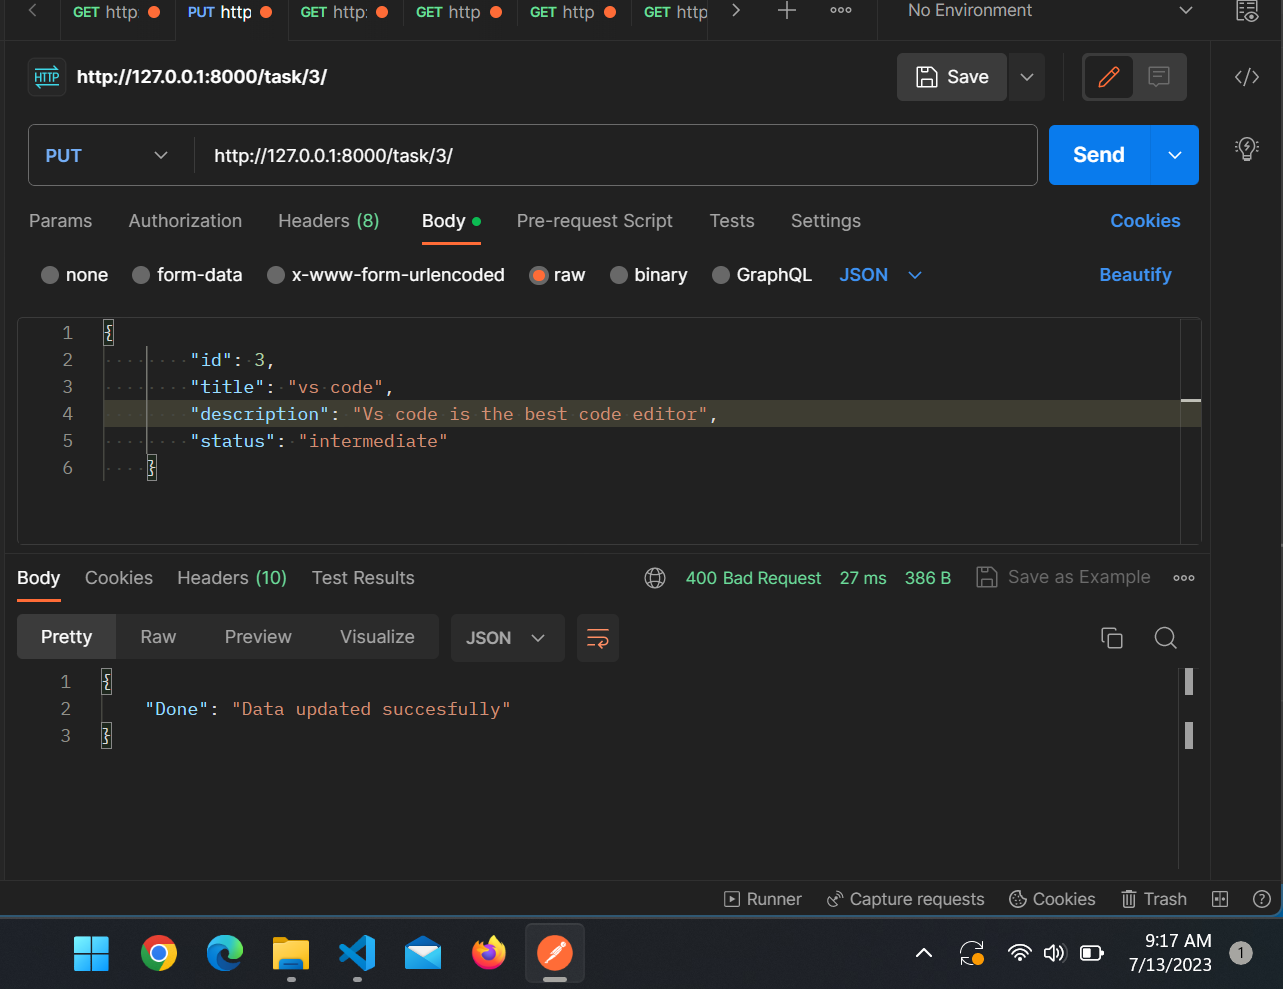 GET http PUT http GET http: GET http GET http GET http No Environment
HTTP http://127.0.0.1:8000/task/3/ Save
PUT http://127.0.0.1:8000/task/3/ Send
Params Authorization Headers (8) Body Pre-request Script Tests Settings Cookies
none form-data x-www-form-urlencoded raw binary GraphQL JSON Beautify
1 {
2 "id": 3,
3 "title": "vs code",
4 "description": "Vs code is the best code editor",
5 "status": "intermediate"
6 }
Body Cookies Headers (10) Test Results 400 Bad Request 27 ms 386 B Save as Example
Pretty Raw Preview Visualize JSON
1 {
2 "Done": "Data updated succesfully"
3 }
Runner Capture requests Cookies Trash
9:17 AM
7/13/2023 1